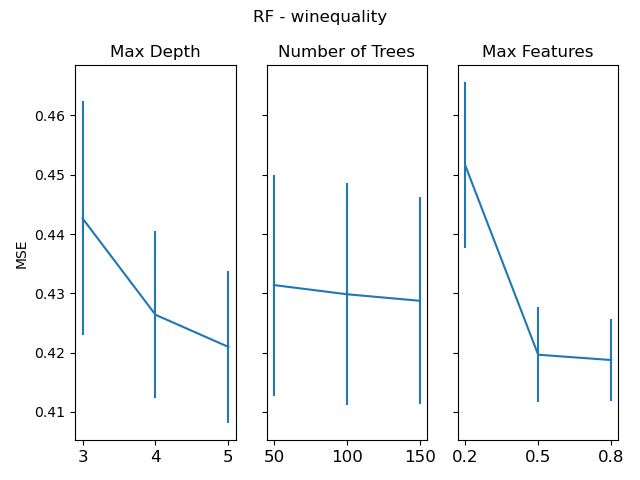 RF - winequality
Max Depth
Number of Trees
Max Features
MSE
0.46
0.45
0.44
0.43
0.42
0.41
3 4 5
50 100 150
0.2 0.5 0.8